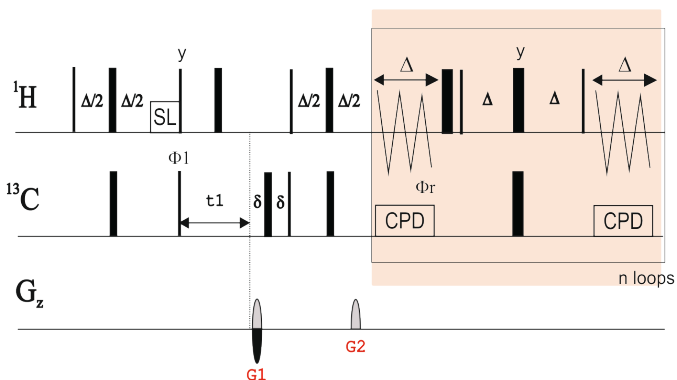 y y
¹H Δ/2 Δ/2 SL Δ/2 Δ/2 Δ Δ Δ Δ
Φ1 Φr
¹³C t1 δ δ CPD CPD
n loops
Gz
G1 G2